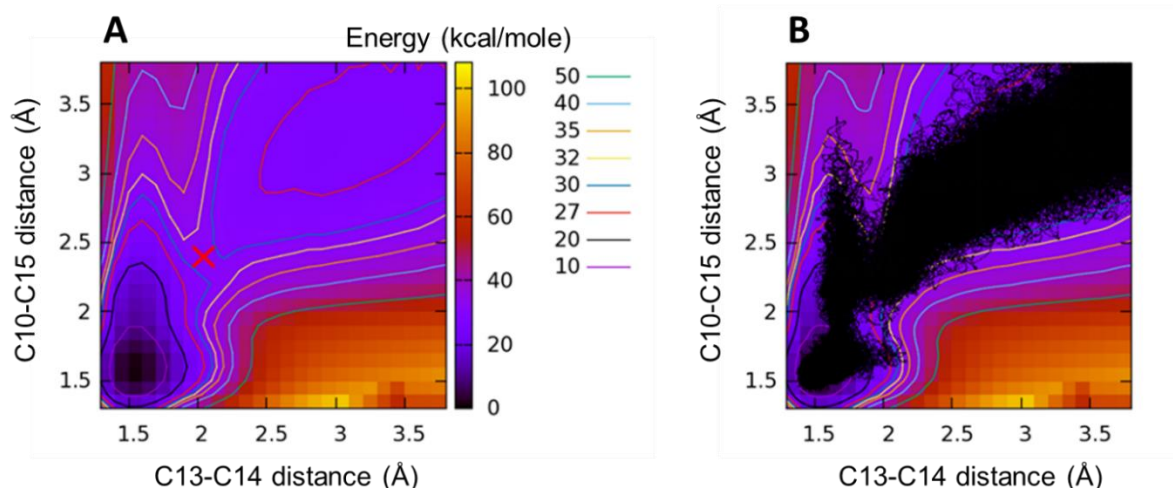 A
B
Energy (kcal/mole)
50
40
35
32
30
27
20
10
100
80
60
40
20
0
C10-C15 distance (Å)
3.5
3
2.5
2
1.5
1.5 2 2.5 3 3.5
C13-C14 distance (Å)
C10-C15 distance (Å)
3.5
3
2.5
2
1.5
1.5 2 2.5 3 3.5
C13-C14 distance (Å)